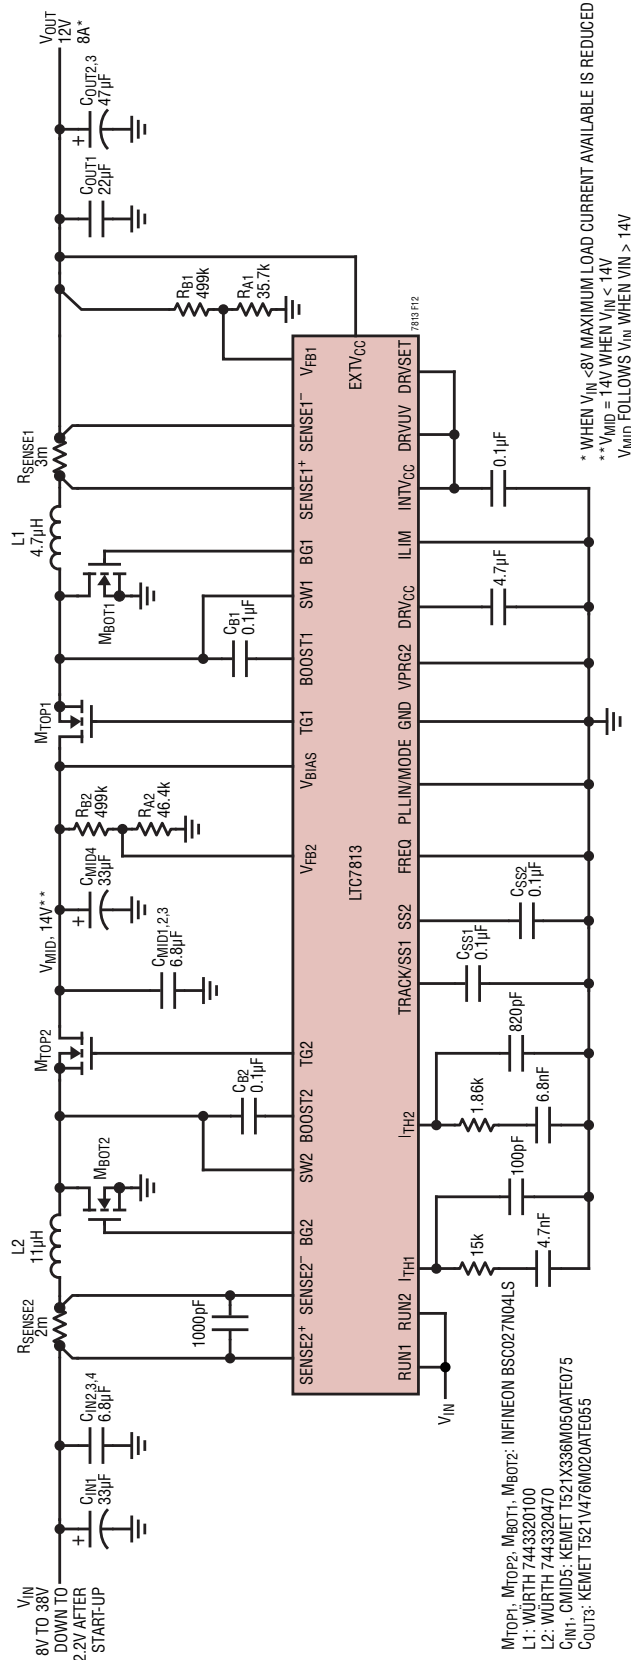 VIN
8V TO 38V
DOWN TO
2.2V AFTER
START-UP
CIN1
33µF
+
CIN2,3,4
6.8µF
RSENSE2
2m
L2
11µH
MBOT2
1000pF
CB2
0.1µF
MTOP2
VMID, 14V**
CMID1,2,3
6.8µF
CMID4
33µF
+
RB2
499k
RA2
46.4k
MTOP1
CB1
0.1µF
MBOT1
L1
4.7µH
RSENSE1
3m
RB1
499k
RA1
35.7k
COUT1
22µF
COUT2,3
47µF
+
VOUT
12V
8A*
SENSE2+
SENSE2–
BG2
SW2
BOOST2
TG2
VFB2
VBIAS
TG1
BOOST1
SW1
BG1
SENSE1+
SENSE1–
VFB1
EXTVCC
LTC7813
RUN1
RUN2
ITH1
ITH2
TRACK/SS1
SS2
FREQ
PLLIN/MODE
GND
VPRG2
DRVCC
ILIM
INTVCC
DRVUV
DRVSET
7813 F12
VIN
15k
4.7nF
100pF
1.86k
6.8nF
820pF
CSS1
0.1µF
CSS2
0.1µF
4.7µF
0.1µF
MTOP1, MTOP2, MBOT1, MBOT2: INFINEON BSC027N04LS
L1: WÜRTH 7443320100
L2: WÜRTH 7443320470
CIN1, CMID5: KEMET T521X336M050ATE075
COUT3: KEMET T521V476M020ATE055
* WHEN VIN <8V MAXIMUM LOAD CURRENT AVAILABLE IS REDUCED
**VMID = 14V WHEN VIN < 14V
VMID FOLLOWS VIN WHEN VIN > 14V